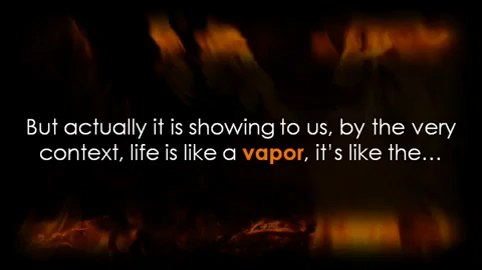 But actually it is showing to us, by the very
context, life is like a vapor, it’s like the…